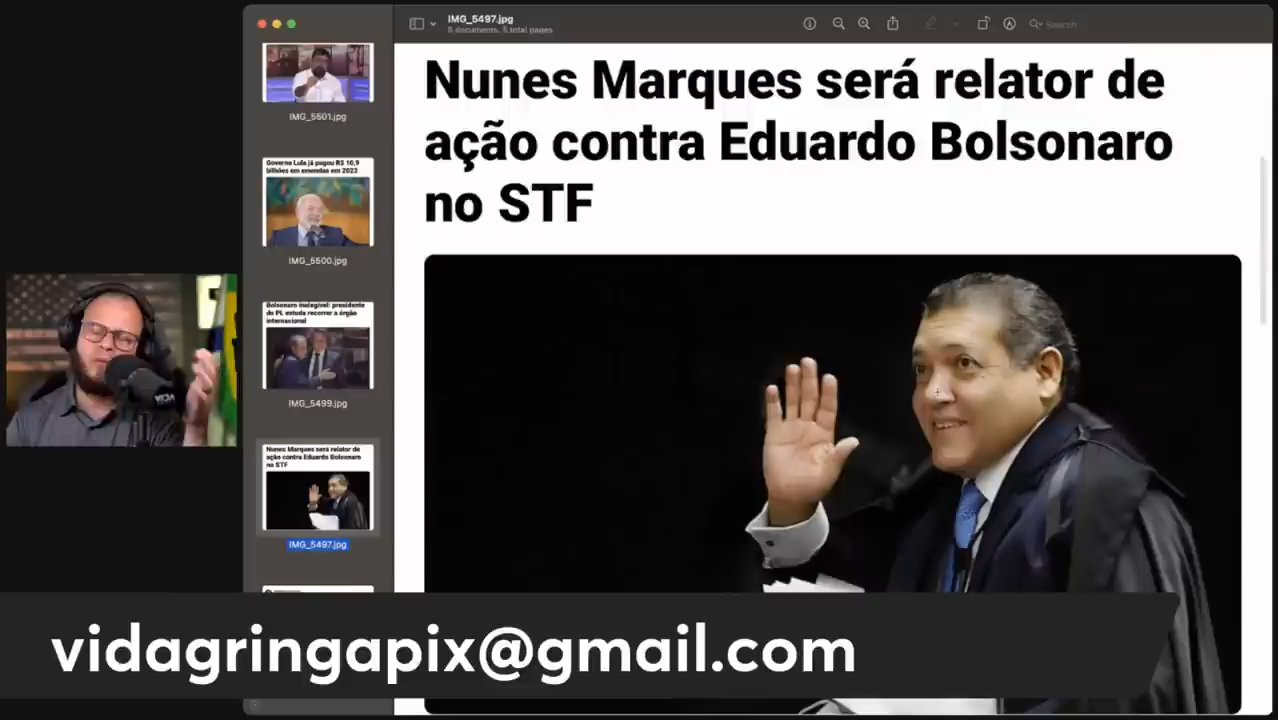 IMG_5497.jpg
5 documents, 5 total pages
Search
IMG_5501.jpg
Governo Lula já pagou R$ 10,9
bilhões em emendas em 2023
IMG_5500.jpg
Bolsonaro inelegível: presidente
do PL estuda recorrer a órgão
internacional
IMG_5499.jpg
Nunes Marques será relator de
ação contra Eduardo Bolsonaro
no STF
IMG_5497.jpg
Nunes Marques será relator de
ação contra Eduardo Bolsonaro
no STF
VIDA
vidagringapix@gmail.com